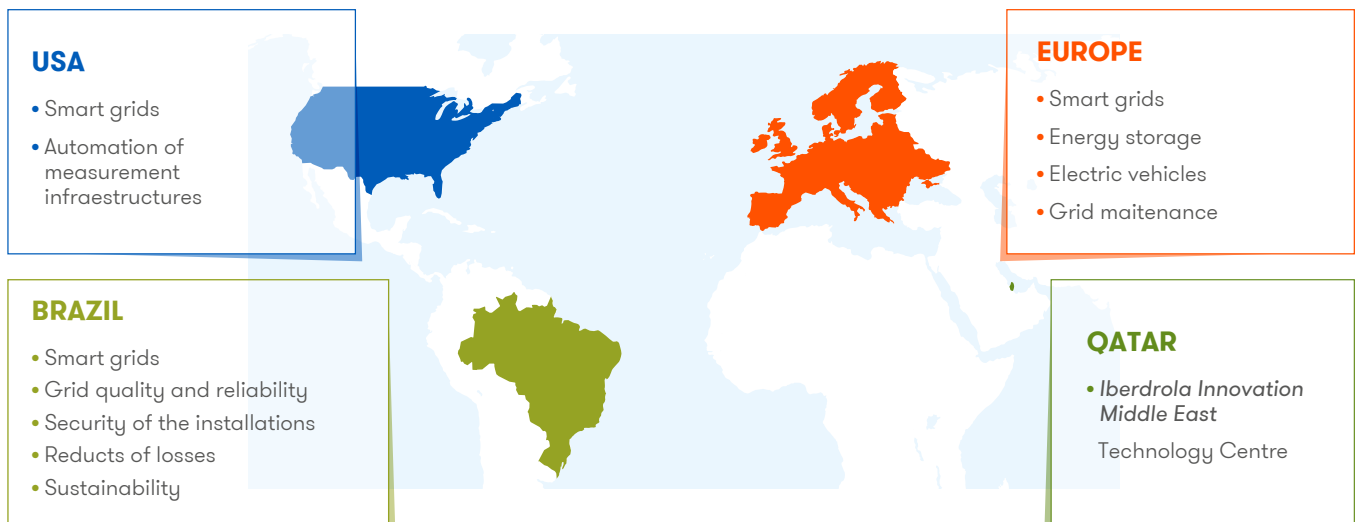 USA
• Smart grids
• Automation of
measurement
infraestructures
EUROPE
• Smart grids
• Energy storage
• Electric vehicles
• Grid maitenance
BRAZIL
• Smart grids
• Grid quality and reliability
• Security of the installations
• Reducts of losses
• Sustainability
QATAR
• Iberdrola Innovation
Middle East
Technology Centre